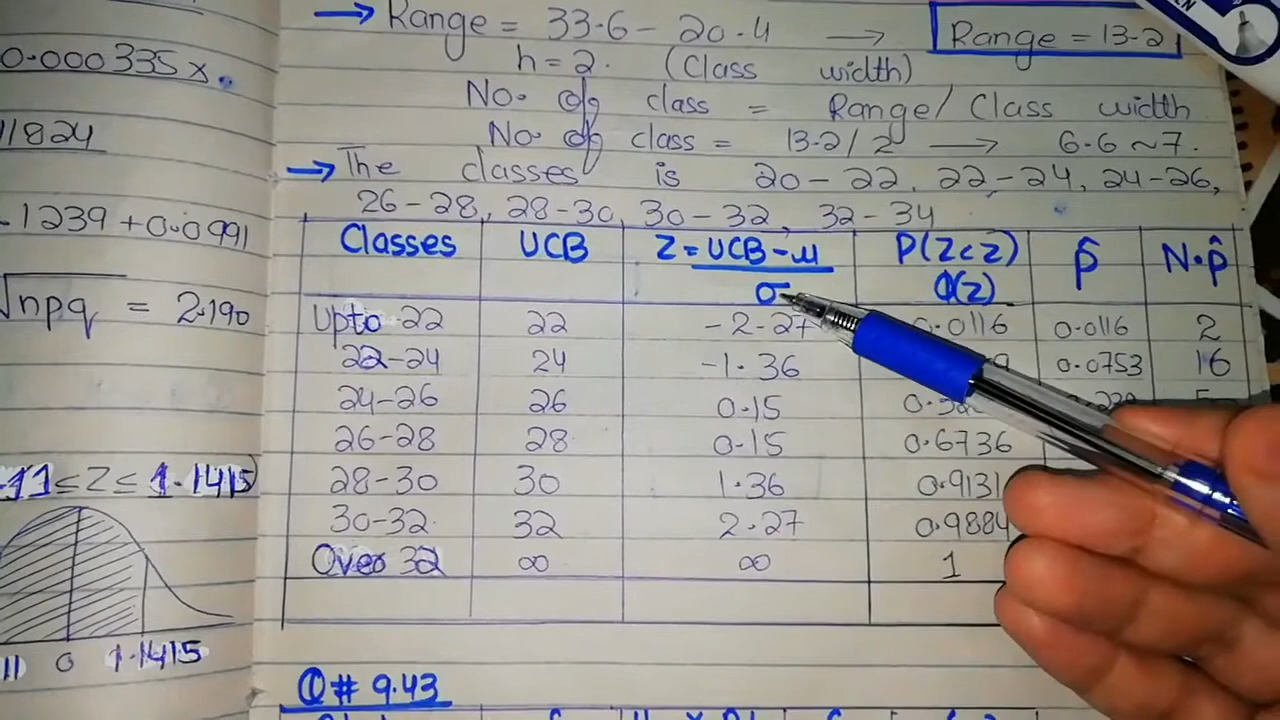 0.000335x.
11824
.1239 +0.0991
√npq = 2.190
11 ≤ Z ≤ 1.1415
11 0 1.1415
→ Range = 33.6 - 20.4 → Range = 13.2
h = 2. (Class width)
No. of class = Range/ Class width
No. of class = 13.2/2 → 6.6 ~ 7.
→ The classes is 20-22, 22-24, 24-26,
26-28, 28-30, 30-32, 32-34
Classes UCB Z = UCB-μ P(Z<z) p̂ N.p̂
σ Φ(z)
Upto 22 22 -2.27 0.0116 0.0116 2
22-24 24 -1.36 0.0753 16
24-26 26 0.15
26-28 28 0.15 0.6736
28-30 30 1.36 0.9131
30-32 32 2.27 0.9884
Over 32 ∞ ∞ 1
Q# 9.43